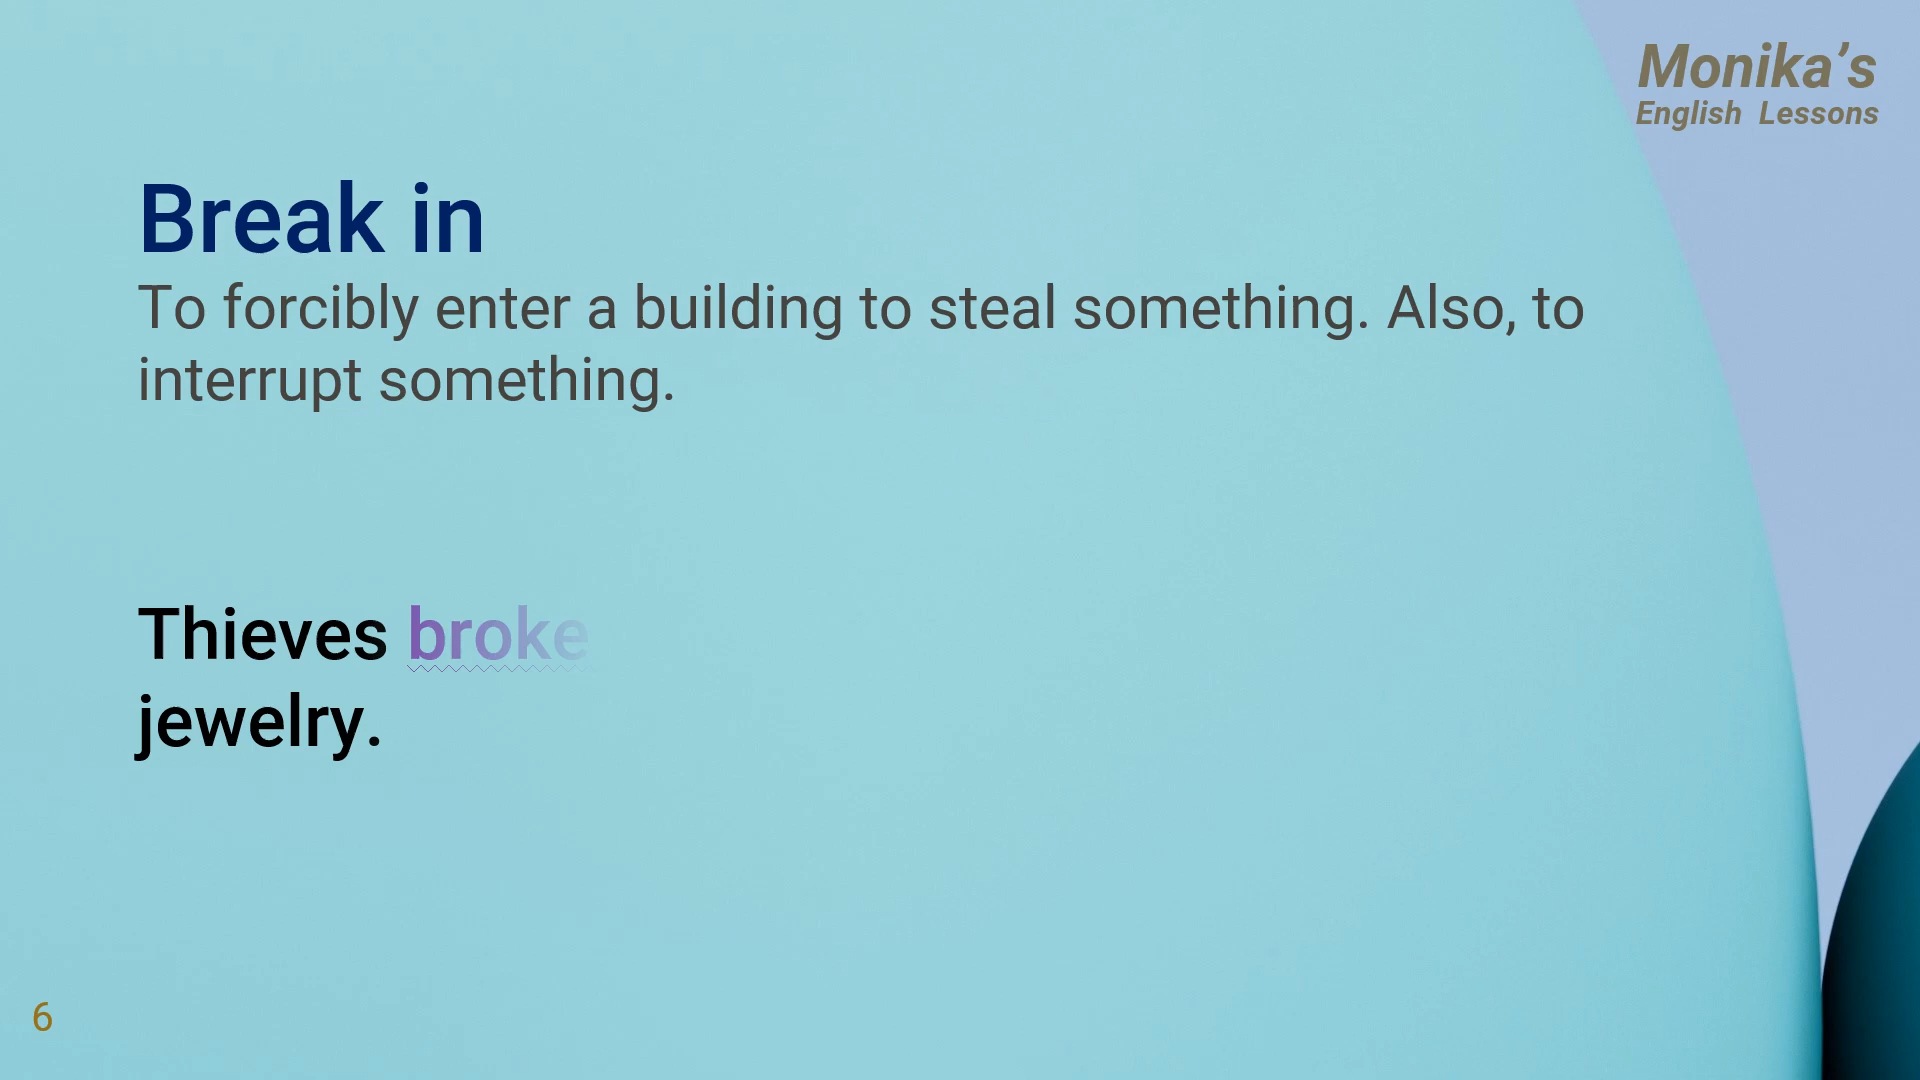 Monika's
English Lessons
Break in
To forcibly enter a building to steal something. Also, to
interrupt something.
Thieves broke
jewelry.
6